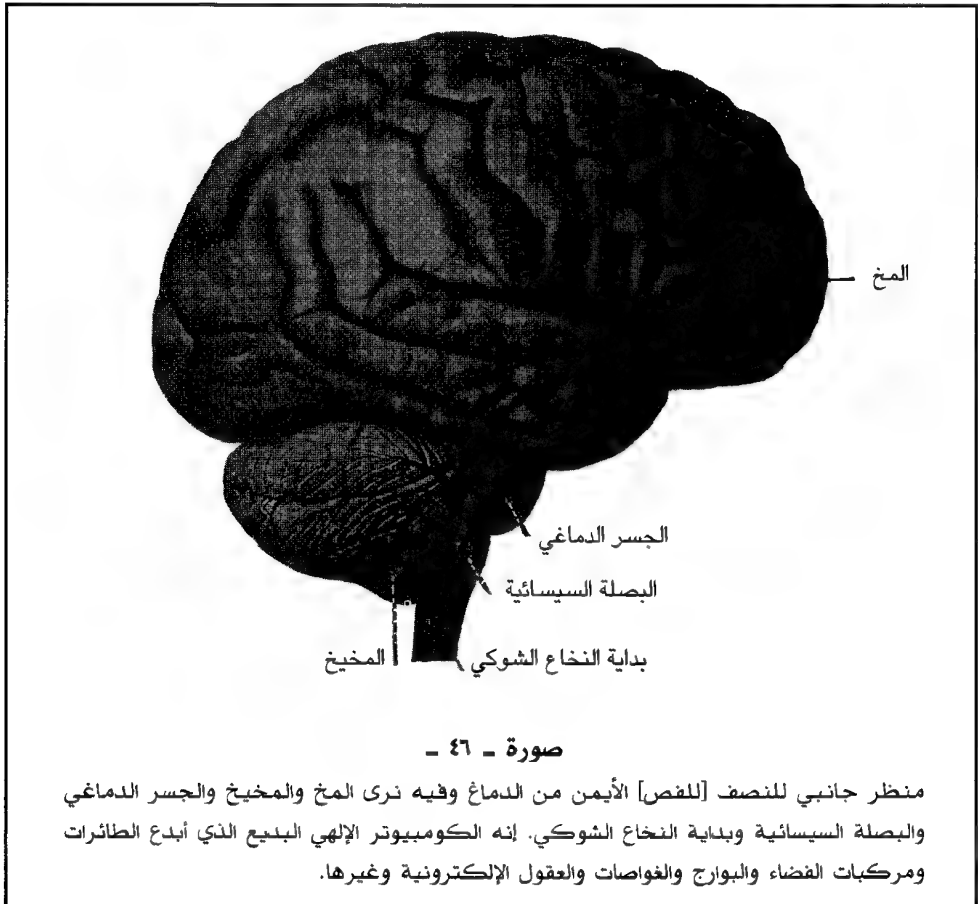 المخ
الجسر الدماغي
البصلة السيسائية
بداية النخاع الشوكي
المخيخ
صورة ـ ٤٦ ـ
منظر جانبي للنصف [للفص] الأيمن من الدماغ وفيه نرى المخ والمخيخ والجسر الدماغي
والبصلة السيسائية وبداية النخاع الشوكي. إنه الكومبيوتر الإلهي البديع الذي أبدع الطائرات
ومركبات الفضاء والبوارج والغواصات والعقول الإلكترونية وغيرها.